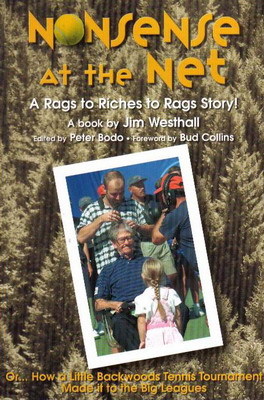 NONSENSE
AT THE NET
A Rags to Riches to Rags Story!
A book by Jim Westhall
Edited by Peter Bodo • Foreword by Bud Collins
Or... How a Little Backwoods Tennis Tournament
Made it to the Big Leagues